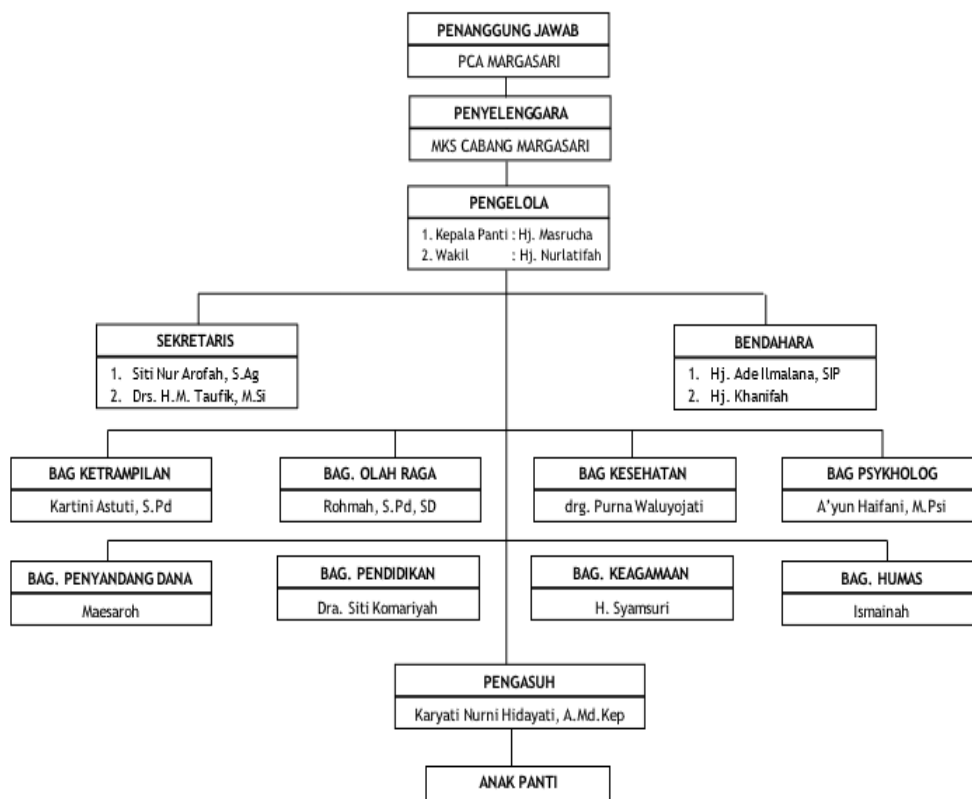 PENANGGUNG JAWAB
PCA MARGASARI
PENYELENGGARA
MKS CABANG MARGASARI
PENGELOLA
1. Kepala Panti : Hj. Masrucha
2. Wakil : Hj. Nurlatifah
SEKRETARIS
1. Siti Nur Arofah, S.Ag
2. Drs. H.M. Taufik, M.Si
BENDAHARA
1. Hj. Ade Ilmalana, SIP
2. Hj. Khanifah
BAG KETRAMPILAN
Kartini Astuti, S.Pd
BAG. OLAH RAGA
Rohmah, S.Pd, SD
BAG KESEHATAN
drg. Purna Waluyojati
BAG PSYKHOLOG
A'yun Haifani, M.Psi
BAG. PENYANDANG DANA
Maesaroh
BAG. PENDIDIKAN
Dra. Siti Komariyah
BAG. KEAGAMAAN
H. Syamsuri
BAG. HUMAS
Ismainah
PENGASUH
Karyati Nurni Hidayati, A.Md.Kep
ANAK PANTI